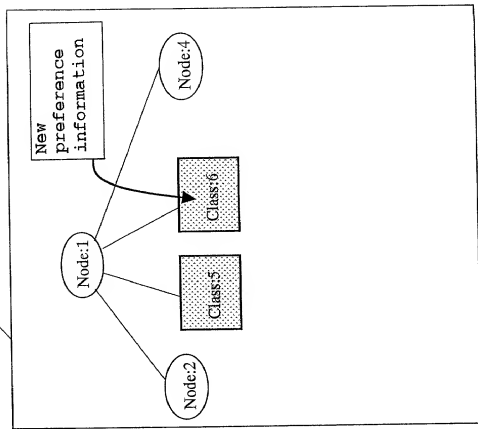 New
preference
information
Node:1
Node:2
Class:5
Class:6
Node:4